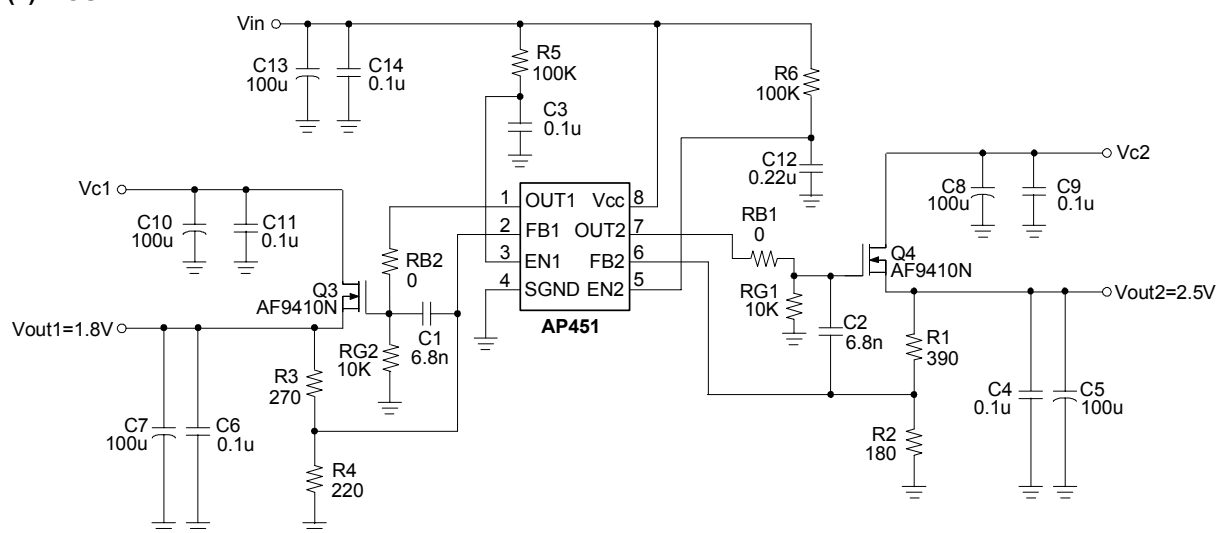 Vin
C13
100u
C14
0.1u
R5
100K
C3
0.1u
R6
100K
C12
0.22u
Vc1
Vc2
C10
100u
C11
0.1u
C8
100u
C9
0.1u
1 OUT1 Vcc 8
2 FB1 OUT2 7
3 EN1 FB2 6
4 SGND EN2 5
AP451
RB2
0
RB1
0
Q3
AF9410N
Q4
AF9410N
Vout1=1.8V
Vout2=2.5V
C1
6.8n
RG2
10K
RG1
10K
C2
6.8n
R1
390
R3
270
C7
100u
C6
0.1u
R4
220
R2
180
C4
0.1u
C5
100u